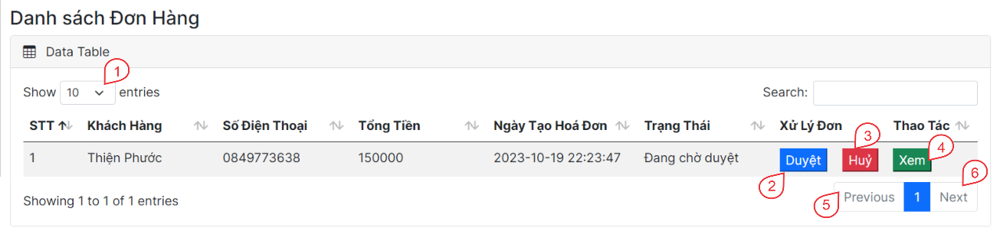 Danh sách Đơn Hàng
Data Table
1
Show 10 entries Search:
STT Khách Hàng Số Điện Thoại Tổng Tiền Ngày Tạo Hoá Đơn Trạng Thái Xử Lý Đơn Thao Tác
3
1 Thiện Phước 0849773638 150000 2023-10-19 22:23:47 Đang chờ duyệt Duyệt Huỷ Xem
4
2
6
Showing 1 to 1 of 1 entries
5
Previous 1 Next